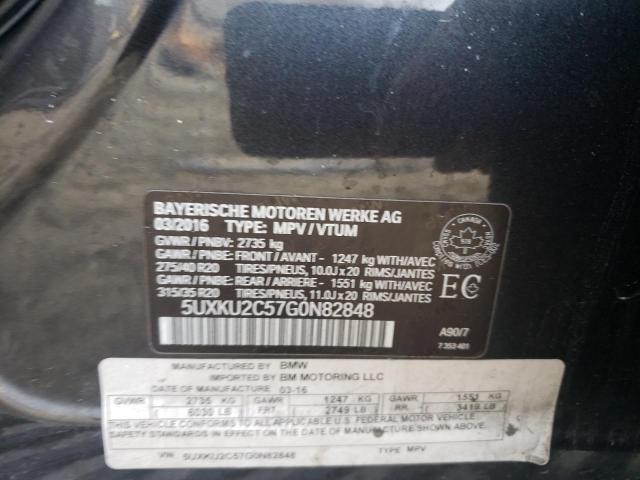 BAYERISCHE MOTOREN WERKE AG
03/2016 TYPE: MPV / VTUM
GVWR / PNBV: 2735 kg
GAWR/PNBE: FRONT / AVANT - 1247 kg WITH/AVEC
275/40 R20 TIRES/PNEUS, 10.0J x 20 RIMS/JANTES
GAWR/PNBE: REAR / ARRIERE - 1551 kg WITH/AVEC
315/35 R20 TIRES/PNEUS, 11.0J x 20 RIMS/JANTES
5UXKU2C57G0N82848
CANADA
EC
A90/7
7 353 401
MANUFACTURED BY BMW
IMPORTED BY BM MOTORING LLC
DATE OF MANUFACTURE 03-16
GVWR 2735 KG GAWR 1247 KG GAWR 1551 KG
6030 LB FRT 2749 LB RR 3419 LB
THIS VEHICLE CONFORMS TO ALL APPLICABLE U.S. FEDERAL MOTOR VEHICLE
SAFETY STANDARDS IN EFFECT ON THE DATE OF MANUFACTURE SHOWN ABOVE.
VIN: 5UXKU2C57G0N82848 TYPE: MPV